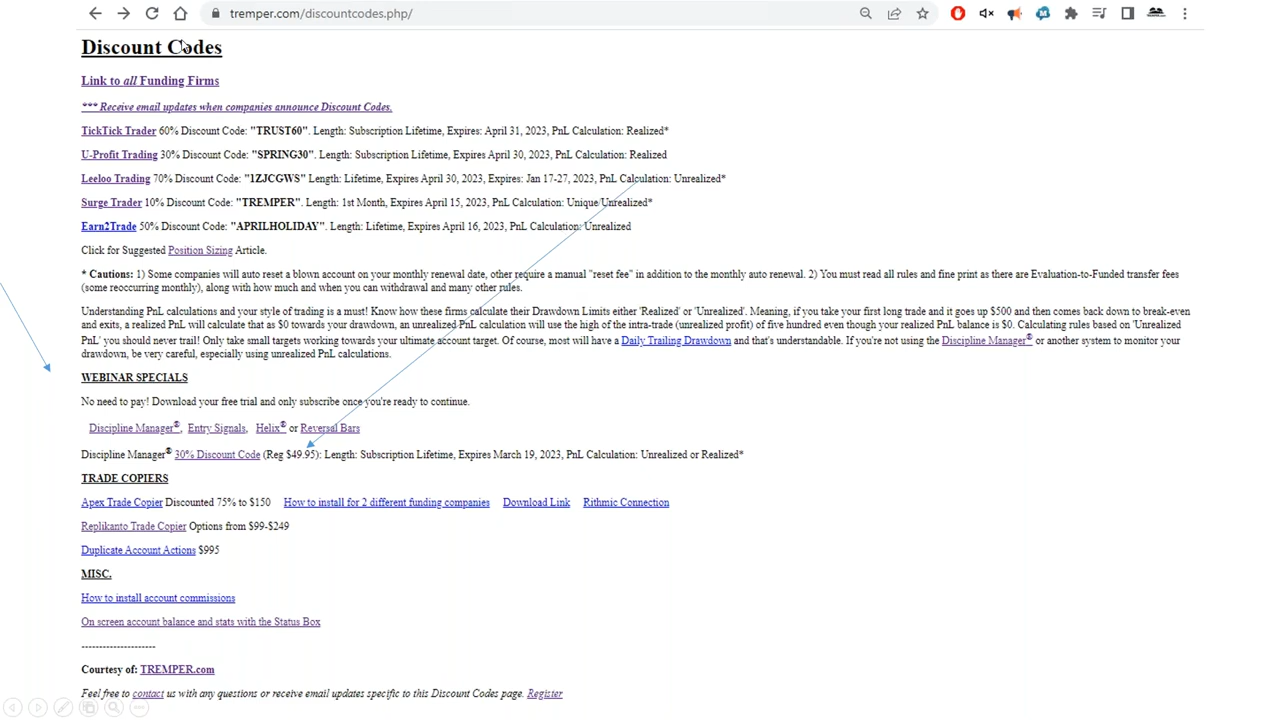 tremper.com/discountcodes.php/
Discount Codes
Link to all Funding Firms
*** Receive email updates when companies announce Discount Codes.
TickTick Trader 60% Discount Code: "TRUST60". Length: Subscription Lifetime, Expires: April 31, 2023, PnL Calculation: Realized*
U-Profit Trading 30% Discount Code: "SPRING30". Length: Subscription Lifetime, Expires April 30, 2023, PnL Calculation: Realized
Leeloo Trading 70% Discount Code: "1ZJCGWS" Length: Lifetime, Expires April 30, 2023, Expires: Jan 17-27, 2023, PnL Calculation: Unrealized*
Surge Trader 10% Discount Code: "TREMPER". Length: 1st Month, Expires April 15, 2023, PnL Calculation: Unique/Unrealized*
Earn2Trade 50% Discount Code: "APRILHOLIDAY". Length: Lifetime, Expires April 16, 2023, PnL Calculation: Unrealized
Click for Suggested Position Sizing Article.
* Cautions: 1) Some companies will auto reset a blown account on your monthly renewal date, other require a manual "reset fee" in addition to the monthly auto renewal. 2) You must read all rules and fine print as there are Evaluation-to-Funded transfer fees
(some reoccurring monthly), along with how much and when you can withdrawal and many other rules.
Understanding PnL calculations and your style of trading is a must! Know how these firms calculate their Drawdown Limits either 'Realized' or 'Unrealized'. Meaning, if you take your first long trade and it goes up $500 and then comes back down to break-even
and exits, a realized PnL will calculate that as $0 towards your drawdown, an unrealized PnL calculation will use the high of the intra-trade (unrealized profit) of five hundred even though your realized PnL balance is $0. Calculating rules based on 'Unrealized
PnL' you should never trail! Only take small targets working towards your ultimate account target. Of course, most will have a Daily Trailing Drawdown and that's understandable. If you're not using the Discipline Manager® or another system to monitor your
drawdown, be very careful, especially using unrealized PnL calculations.
WEBINAR SPECIALS
No need to pay! Download your free trial and only subscribe once you're ready to continue.
Discipline Manager®, Entry Signals, Helix® or Reversal Bars
Discipline Manager® 30% Discount Code (Reg $49.95): Length: Subscription Lifetime, Expires March 19, 2023, PnL Calculation: Unrealized or Realized*
TRADE COPIERS
Apex Trade Copier Discounted 75% to $150 How to install for 2 different funding companies Download Link Rithmic Connection
Replikanto Trade Copier Options from $99-$249
Duplicate Account Actions $995
MISC.
How to install account commissions
On screen account balance and stats with the Status Box
---------------------
Courtesy of: TREMPER.com
Feel free to contact us with any questions or receive email updates specific to this Discount Codes page. Register